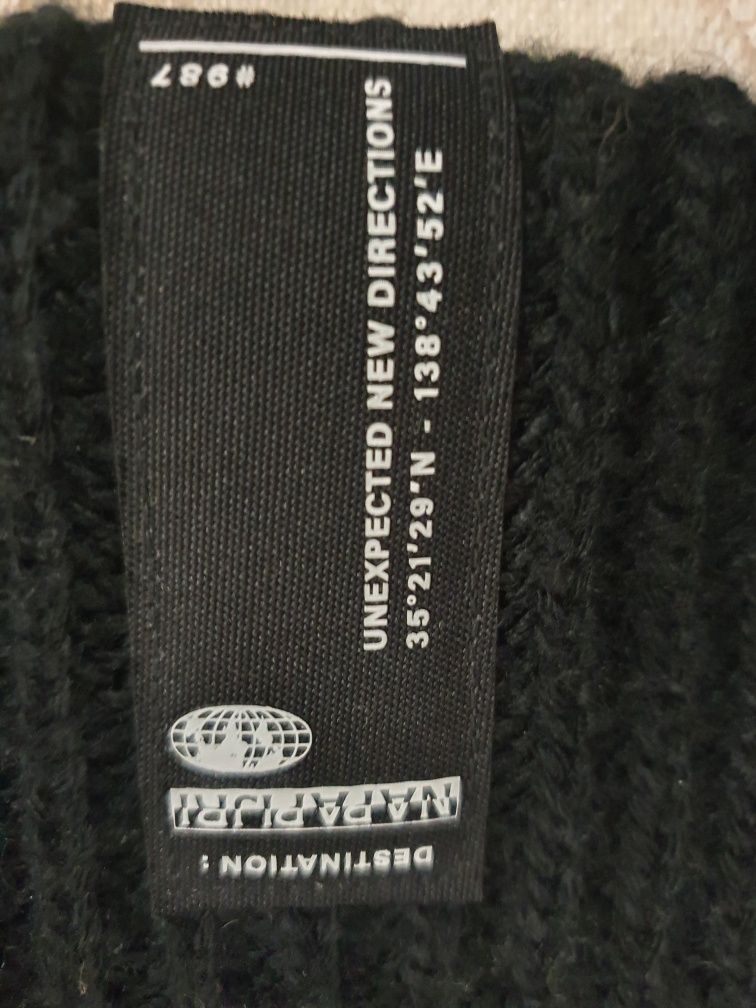 DESTINATION :
NAPAPIJRI
UNEXPECTED NEW DIRECTIONS
35°21'29"N - 138°43'52'E
#987